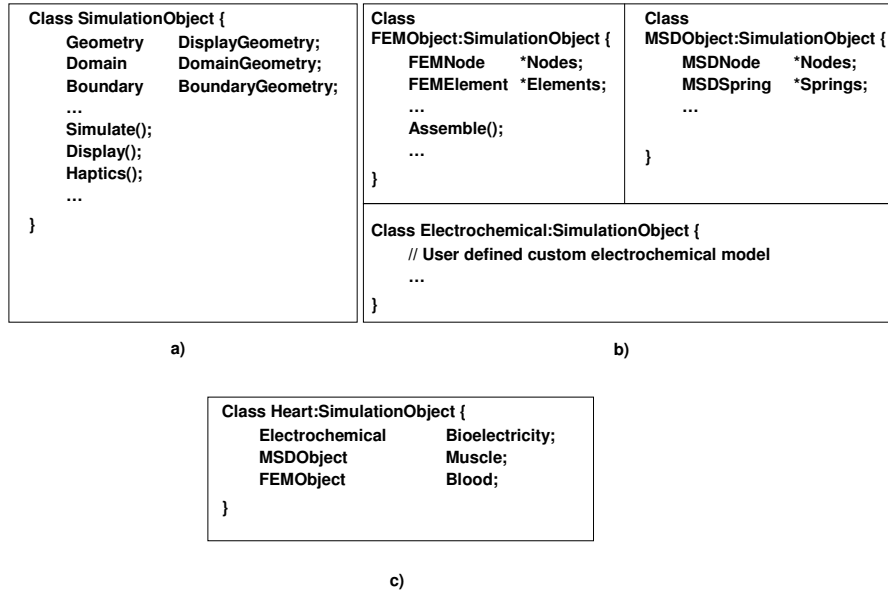 Class SimulationObject {
Geometry DisplayGeometry;
Domain DomainGeometry;
Boundary BoundaryGeometry;
...
Simulate();
Display();
Haptics();
...
}
a)
Class
FEMObject:SimulationObject {
FEMNode *Nodes;
FEMElement *Elements;
...
Assemble();
...
}
Class
MSDObject:SimulationObject {
MSDNode *Nodes;
MSDSpring *Springs;
...
}
Class Electrochemical:SimulationObject {
// User defined custom electrochemical model
...
}
b)
Class Heart:SimulationObject {
Electrochemical Bioelectricity;
MSDObject Muscle;
FEMObject Blood;
}
c)